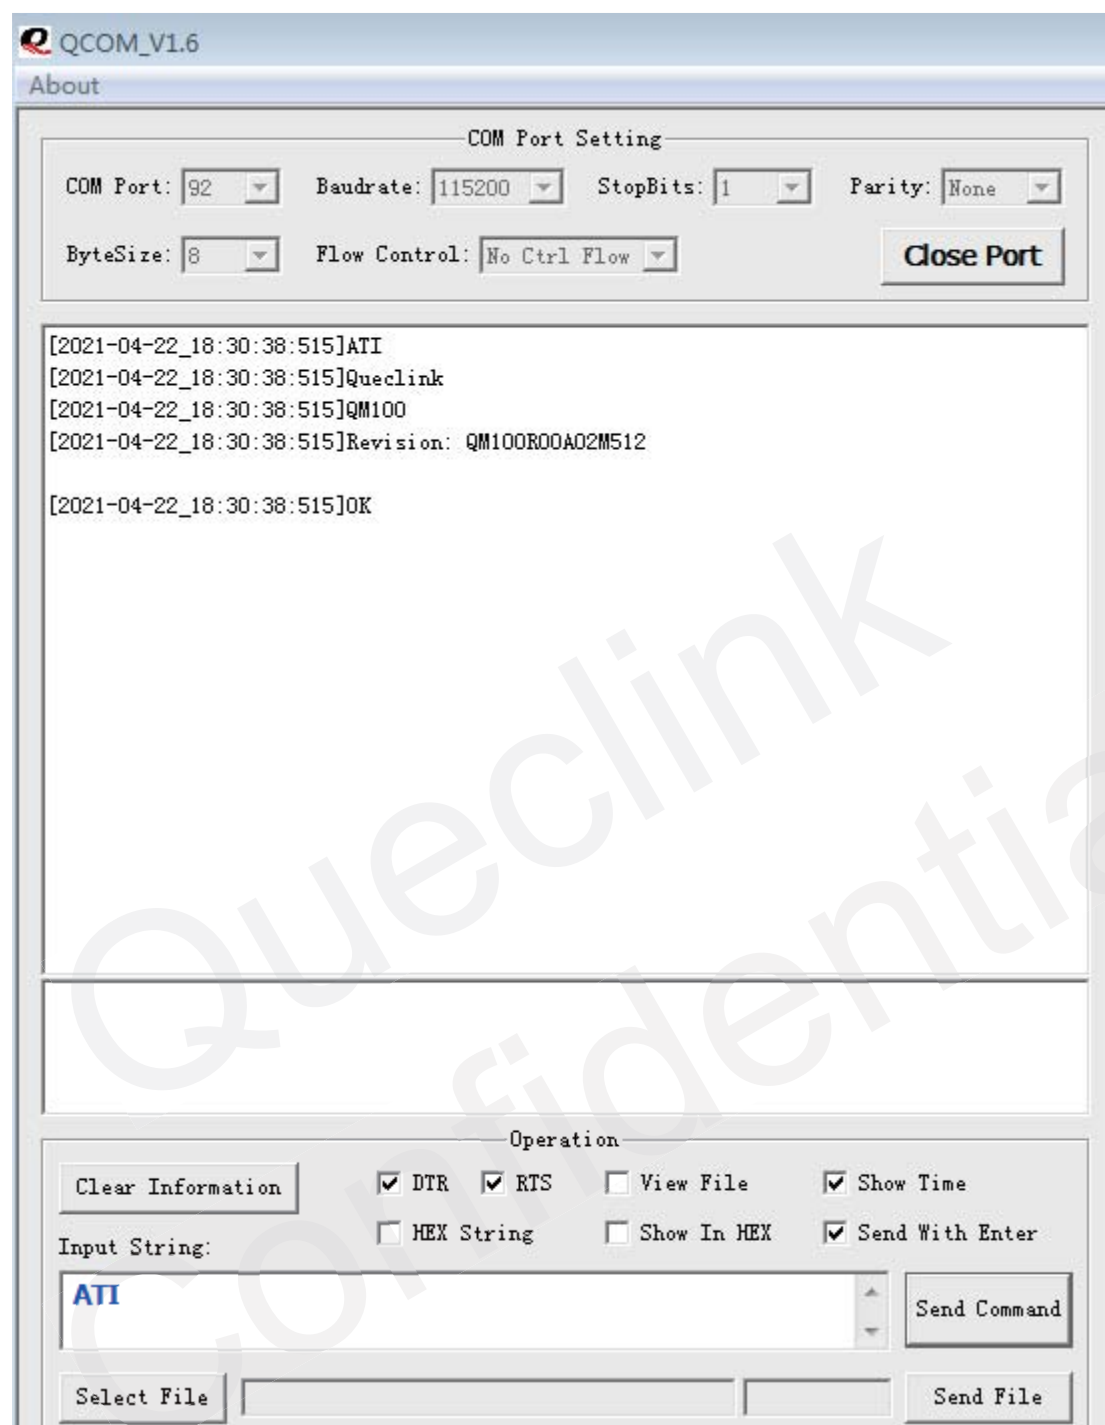 QCOM_V1.6
About
COM Port Setting
COM Port: 92 Baudrate: 115200 StopBits: 1 Parity: None
ByteSize: 8 Flow Control: No Ctrl Flow Close Port
[2021-04-22_18:30:38:515]ATI
[2021-04-22_18:30:38:515]Queclink
[2021-04-22_18:30:38:515]QM100
[2021-04-22_18:30:38:515]Revision: QM100R00A02M512
[2021-04-22_18:30:38:515]OK
Queclink
Confidentia
Operation
Clear Information DTR RTS View File Show Time
HEX String Show In HEX Send With Enter
Input String:
ATI
Send Command
Select File Send File